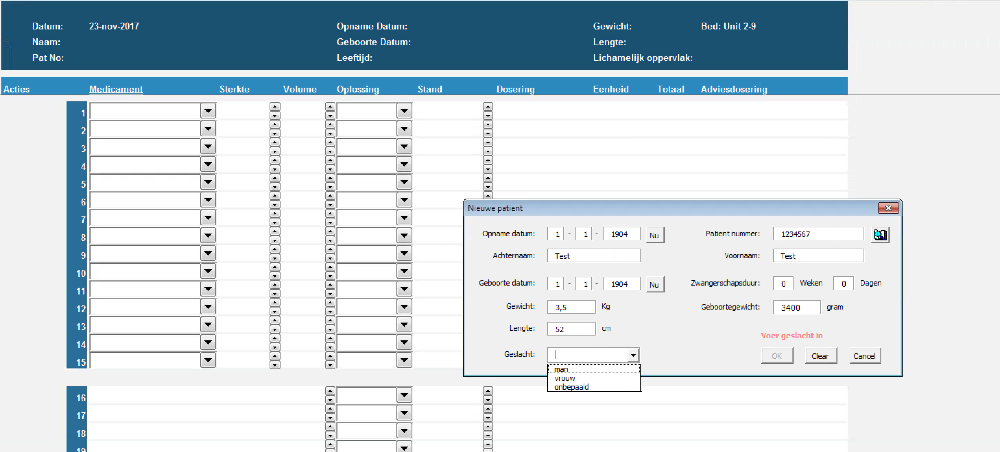 Datum: 23-nov-2017 Opname Datum: Gewicht: Bed: Unit 2-9
Naam: Geboorte Datum: Lengte:
Pat No: Leeftijd: Lichamelijk oppervlak:
Acties Medicament Sterkte Volume Oplossing Stand Dosering Eenheid Totaal Adviesdosering
1
2
3
4
5
6
7
8
9
10
11
12
13
14
15
16
17
18
19
Nieuwe patient
Opname datum: 1 - 1 - 1904 Nu Patient nummer: 1234567
Achternaam: Test Voornaam: Test
Geboorte datum: 1 - 1 - 1904 Nu Zwangerschapsduur: 0 Weken 0 Dagen
Gewicht: 3,5 Kg Geboortegewicht: 3400 gram
Lengte: 52 cm
Voer geslacht in
Geslacht: OK Clear Cancel
man
vrouw
onbepaald